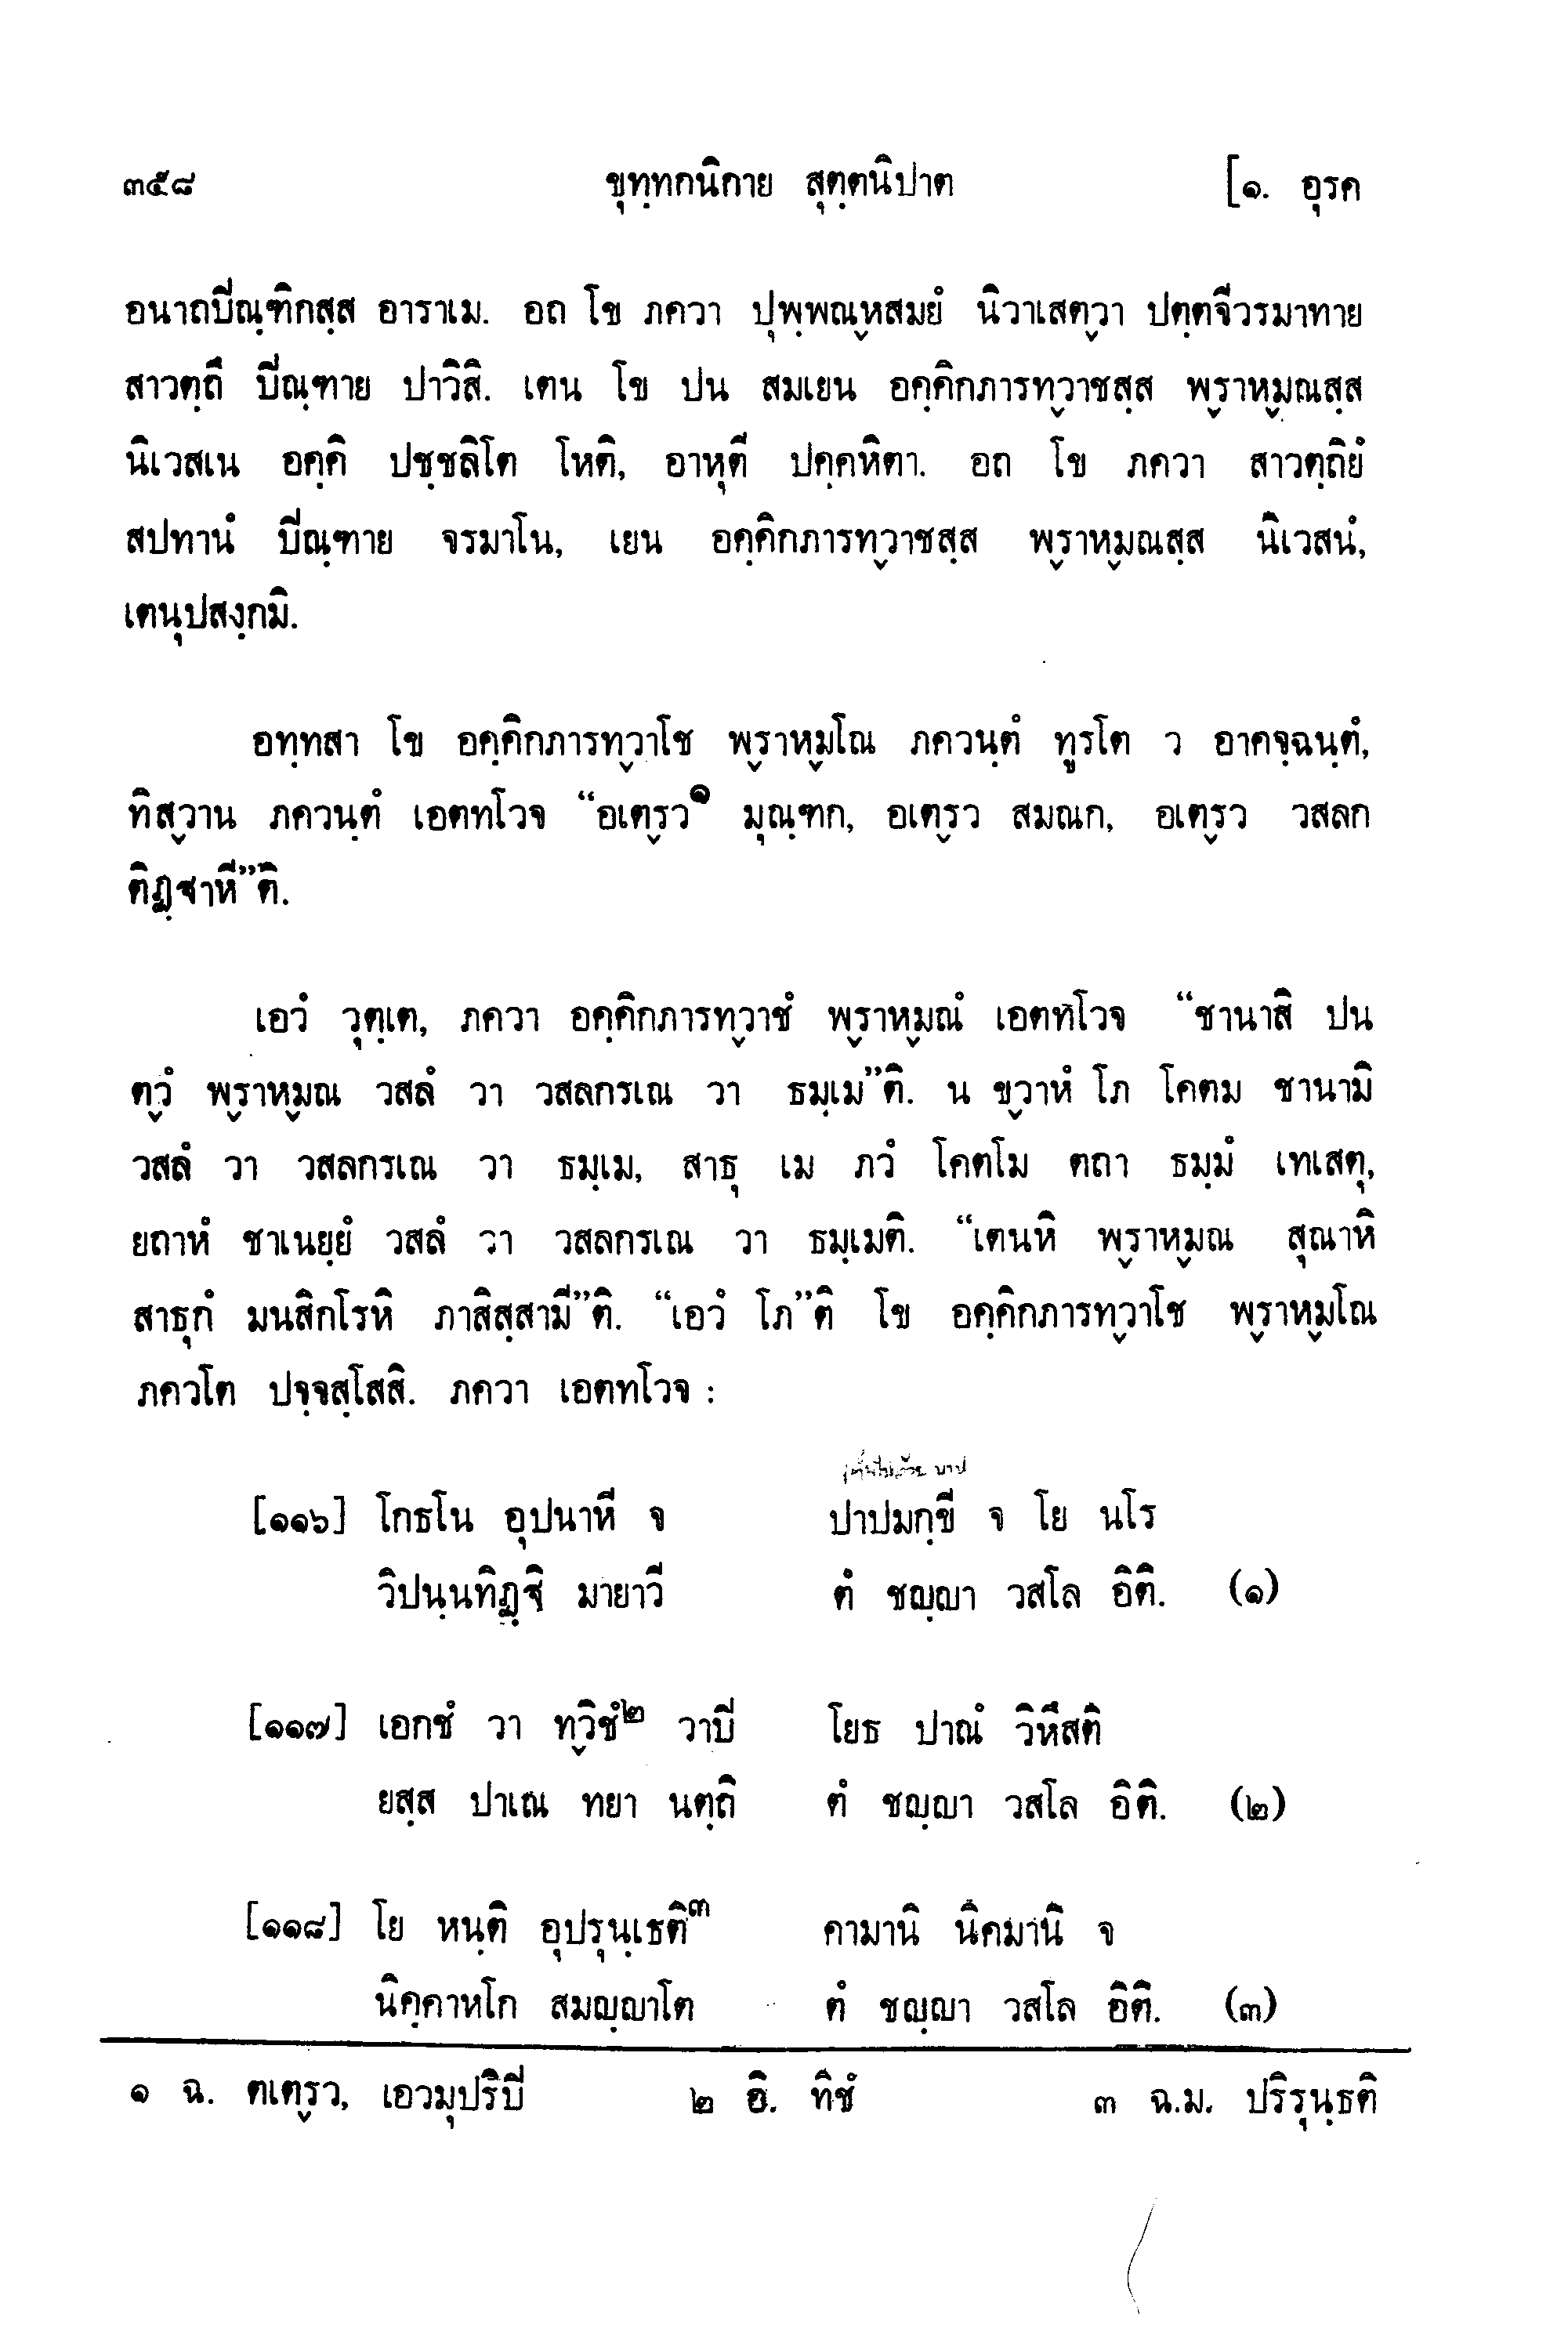 ๓๕๘ ขุทฺทกนิกาย สุตฺตนิปาต [๑. อุรค
อนาถปิณฺฑิกสฺส อาราเม. อถ โข ภควา ปุพฺพณฺหสมยํ นิวาเสตฺวา ปตฺตจีวรมาทาย
สาวตฺถึ ปิณฺฑาย ปาวิสิ. เตน โข ปน สมเยน อคฺคิกภารทฺวาชสฺส พฺราหฺมณสฺส
นิเวสเน อคฺคิ ปชฺชลิโต โหติ, อาหุตี ปคฺคหิตา. อถ โข ภควา สาวตฺถิยํ
สปทานํ ปิณฺฑาย จรมาโน, เยน อคฺคิกภารทฺวาชสฺส พฺราหฺมณสฺส นิเวสนํ,
เตนุปสงฺกมิ.
อทฺทสา โข อคฺคิกภารทฺวาโช พฺราหฺมโณ ภควนฺตํ ทูรโต ว อาคจฺฉนฺตํ,
ทิสฺวาน ภควนฺตํ เอตทโวจ “อเตฺรว๑ มุณฺฑก, อเตฺรว สมณก, อเตฺรว วสลก
ติฏฺฐาหี”ติ.
เอวํ วุตฺเต, ภควา อคฺคิกภารทฺวาชํ พฺราหฺมณํ เอตทโวจ “ชานาสิ ปน
ตฺวํ พฺราหฺมณ วสลํ วา วสลกรเณ วา ธมฺเม”ติ. น ขฺวาหํ โภ โคตม ชานามิ
วสลํ วา วสลกรเณ วา ธมฺเม, สาธุ เม ภวํ โคตโม ตถา ธมฺมํ เทเสตุ,
ยถาหํ ชาเนยฺยํ วสลํ วา วสลกรเณ วา ธมฺเมติ. “เตนหิ พฺราหฺมณ สุณาหิ
สาธุกํ มนสิกโรหิ ภาสิสฺสามี”ติ. “เอวํ โภ”ติ โข อคฺคิกภารทฺวาโช พฺราหฺมโณ
ภควโต ปจฺจสฺโสสิ. ภควา เอตทโวจ :
[๑๑๖] โกธโน อุปนาหี จ ปาปมกฺขี จ โย นโร
วิปนฺนทิฏฺฐิ มายาวี ตํ ชญฺญา วสโล อิติ. (๑)
[๑๑๗] เอกชํ วา ทฺวิชํ๒ วาปิ โยธ ปาณํ วิหึสติ
ยสฺส ปาเณ ทยา นตฺถิ ตํ ชญฺญา วสโล อิติ. (๒)
[๑๑๘] โย หนฺติ อุปรุนฺเธติ๓ คามานิ นิคมานิ จ
นิคฺคาหโก สมญฺญาโต ตํ ชญฺญา วสโล อิติ. (๓)
๑ ฉ. ตเตฺรว, เอวมุปริปิ ๒ อิ. ทิชํ ๓ ฉ.ม. ปริรุนฺธติ